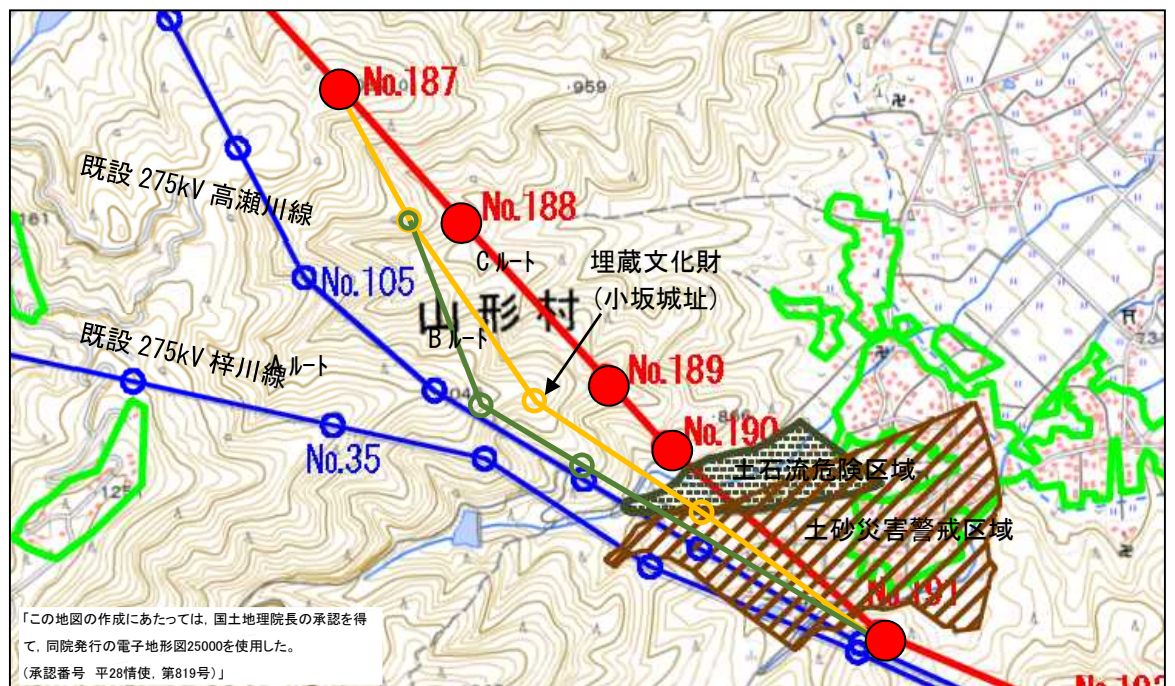 No.187
959
既設 275kV 高瀬川線
No.188
Cルート
埋蔵文化財
(小坂城址)
No.105
山形村
Bルート
既設 275kV 梓川線
Aルート
No.189
No.190
No.35
土石流危険区域
土砂災害警戒区域
No.191
「この地図の作成にあたっては, 国土地理院長の承認を得
て, 同院発行の電子地形図25000を使用した。
(承認番号 平28情使, 第819号)」